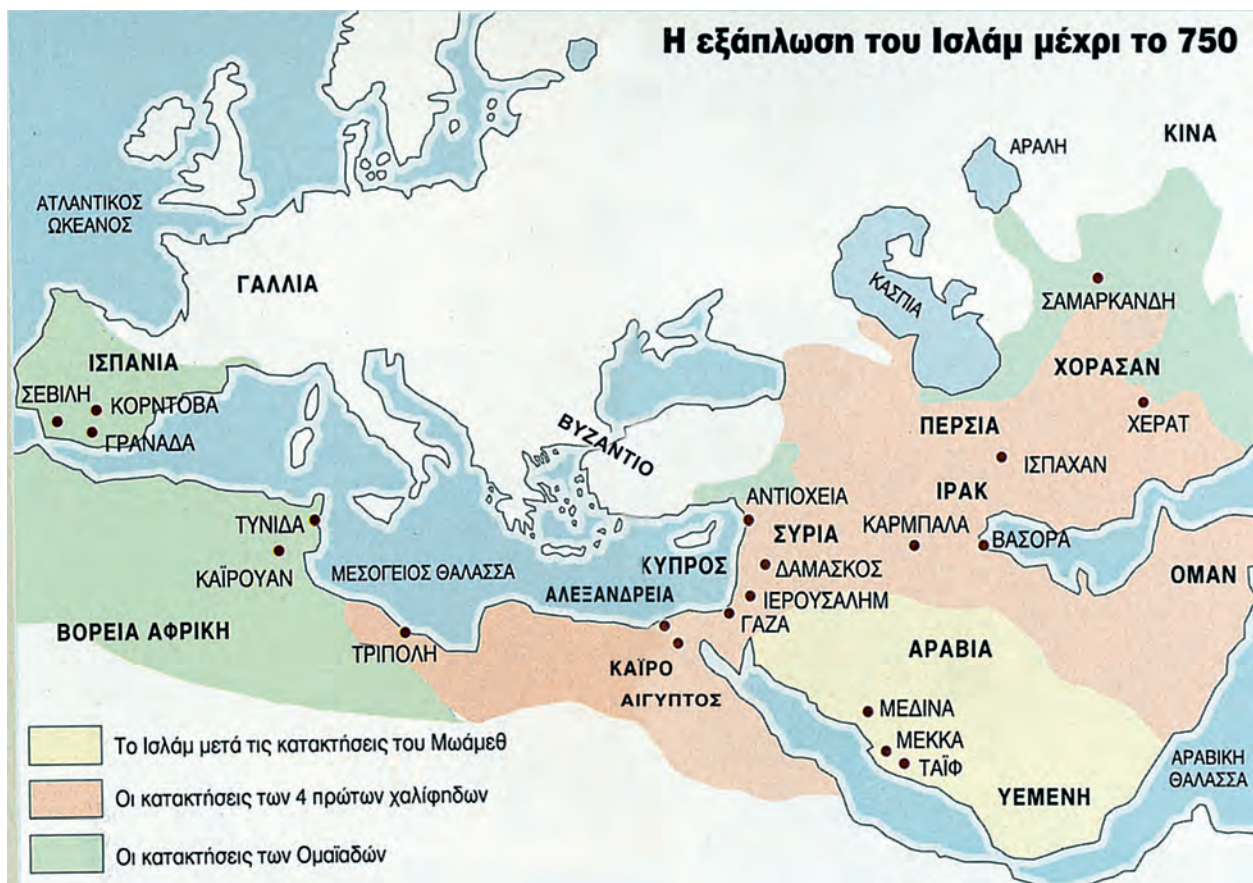 Η εξάπλωση του Ισλάμ μέχρι το 750
ΚΙΝΑ
ΑΡΑΛΗ
ΑΤΛΑΝΤΙΚΟΣ
ΩΚΕΑΝΟΣ
ΓΑΛΛΙΑ
ΚΑΣΠΙΑ
ΣΑΜΑΡΚΑΝΔΗ
ΙΣΠΑΝΙΑ
ΧΟΡΑΣΑΝ
ΣΕΒΙΛΗ
ΚΟΡΝΤΟΒΑ
ΓΡΑΝΑΔΑ
ΒΥΖΑΝΤΙΟ
ΠΕΡΣΙΑ
ΧΕΡΑΤ
ΙΣΠΑΧΑΝ
ΙΡΑΚ
ΑΝΤΙΟΧΕΙΑ
ΤΥΝΙΔΑ
ΣΥΡΙΑ
ΚΑΡΜΠΑΛΑ
ΒΑΣΟΡΑ
ΚΑΪΡΟΥΑΝ
ΜΕΣΟΓΕΙΟΣ ΘΑΛΑΣΣΑ
ΚΥΠΡΟΣ
ΔΑΜΑΣΚΟΣ
ΟΜΑΝ
ΑΛΕΞΑΝΔΡΕΙΑ
ΙΕΡΟΥΣΑΛΗΜ
ΓΑΖΑ
ΒΟΡΕΙΑ ΑΦΡΙΚΗ
ΤΡΙΠΟΛΗ
ΑΡΑΒΙΑ
ΚΑΪΡΟ
ΑΙΓΥΠΤΟΣ
ΜΕΔΙΝΑ
ΜΕΚΚΑ
ΤΑΪΦ
ΑΡΑΒΙΚΗ
ΘΑΛΑΣΣΑ
ΥΕΜΕΝΗ
Το Ισλάμ μετά τις κατακτήσεις του Μωάμεθ
Οι κατακτήσεις των 4 πρώτων χαλίφηδων
Οι κατακτήσεις των Ομαϊαδών